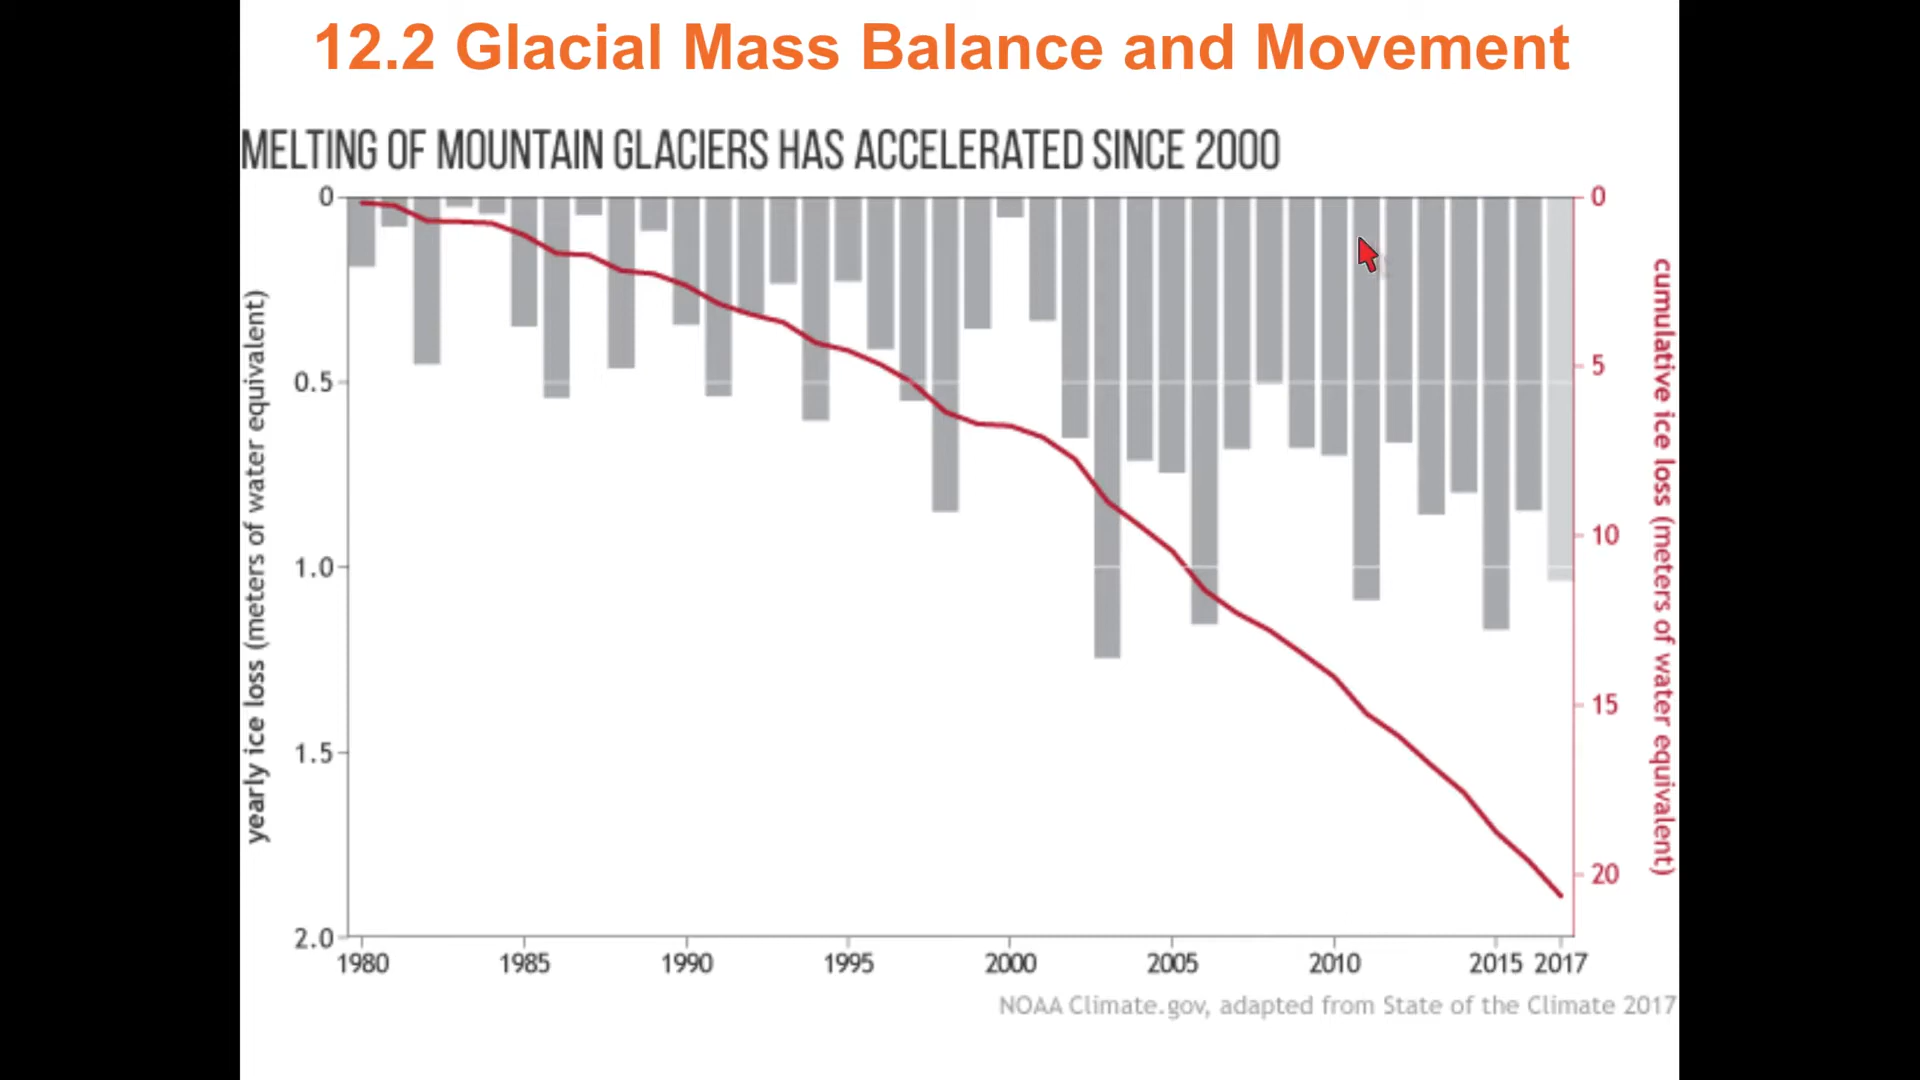 12.2 Glacial Mass Balance and Movement
MELTING OF MOUNTAIN GLACIERS HAS ACCELERATED SINCE 2000
yearly ice loss (meters of water equivalent)
0
0.5
1.0
1.5
2.0
0
5
10
15
20
cumulative ice loss (meters of water equivalent)
1980 1985 1990 1995 2000 2005 2010 2015 2017
NOAA Climate.gov, adapted from State of the Climate 2017